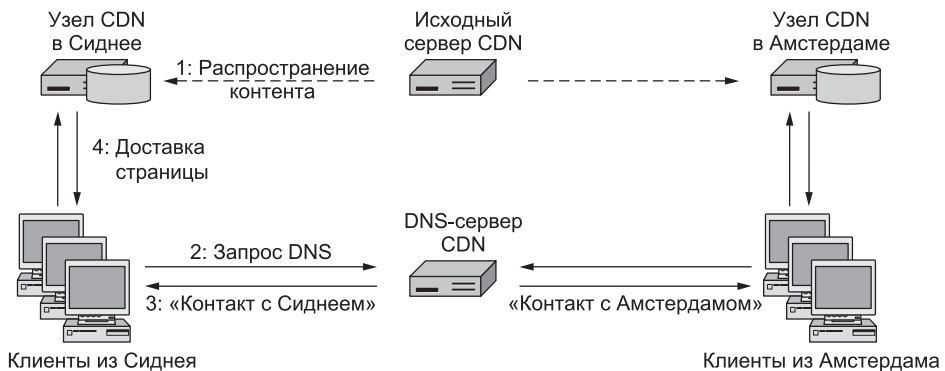 Узел CDN
в Сиднее
Исходный
сервер CDN
Узел CDN
в Амстердаме
1: Распространение
контента
4: Доставка
страницы
DNS-сервер
CDN
2: Запрос DNS
3: «Контакт с Сиднеем»
«Контакт с Амстердамом»
Клиенты из Сиднея
Клиенты из Амстердама